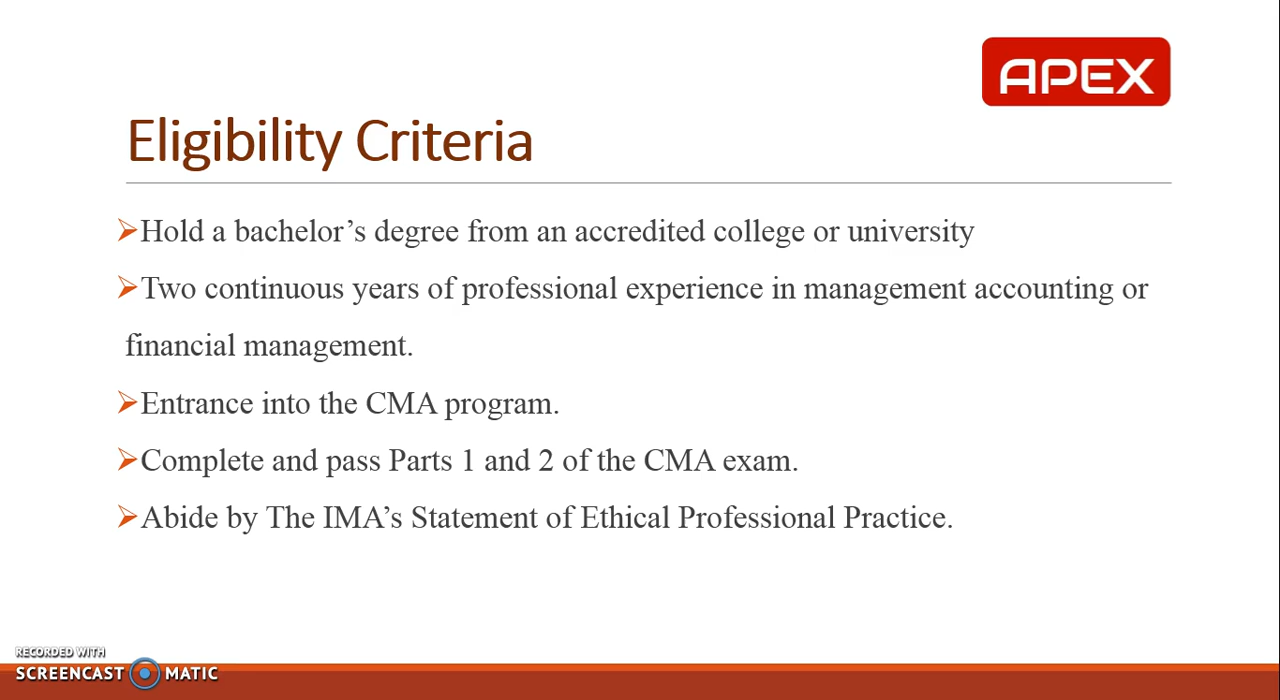 APEX
Eligibility Criteria
Hold a bachelor’s degree from an accredited college or university
Two continuous years of professional experience in management accounting or
financial management.
Entrance into the CMA program.
Complete and pass Parts 1 and 2 of the CMA exam.
Abide by The IMA’s Statement of Ethical Professional Practice.
RECORDED WITH
SCREENCAST MATIC